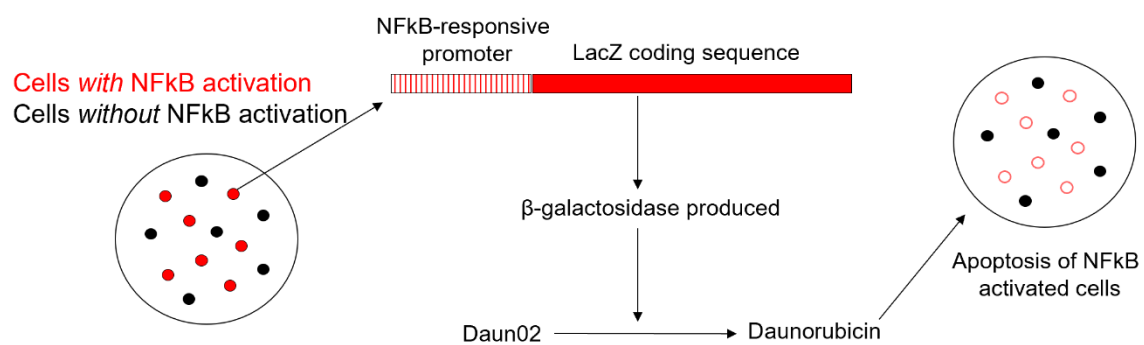 NFkB-responsive
promoter
LacZ coding sequence
Cells with NFkB activation
Cells without NFkB activation
β-galactosidase produced
Daun02
Daunorubicin
Apoptosis of NFkB
activated cells